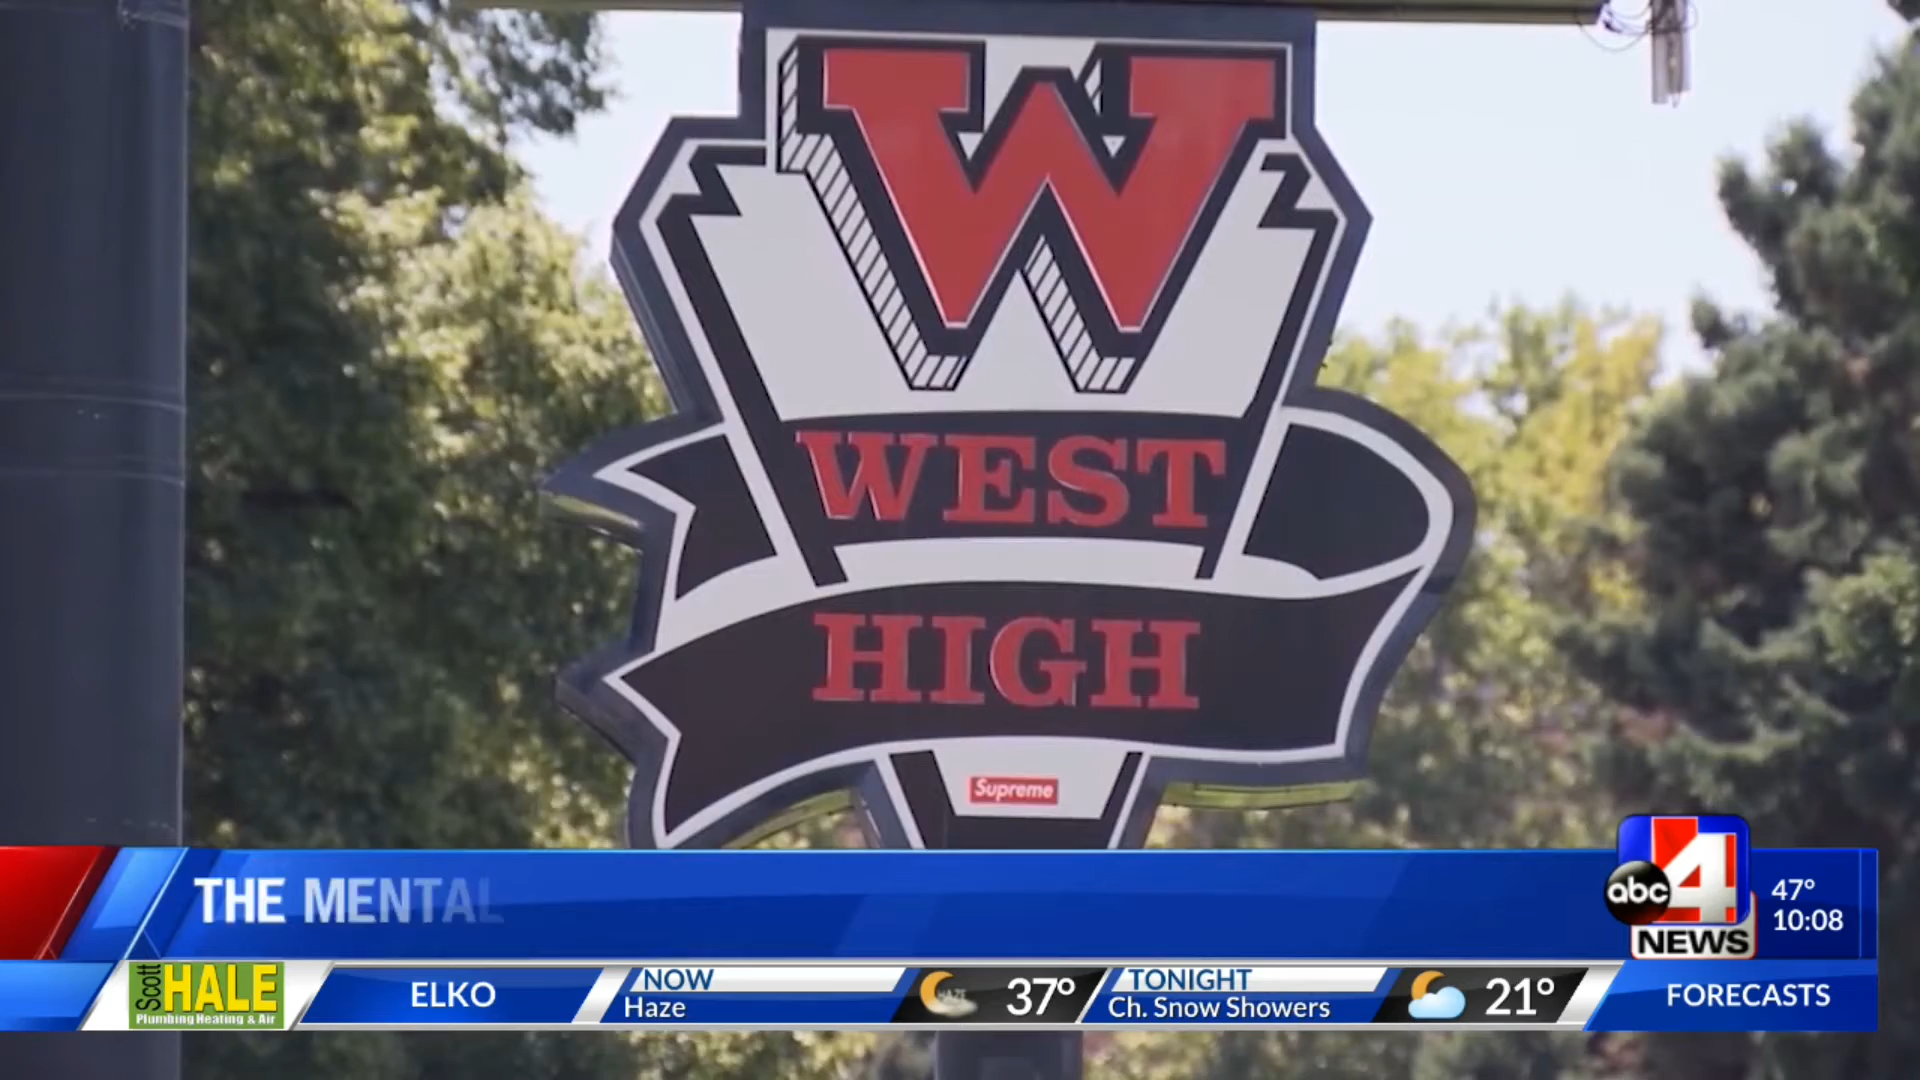 W
WEST
HIGH
Supreme
THE MENTAL
abc 4
NEWS
47°
10:08
Scott HALE
Plumbing Heating & Air
ELKO
NOW
Haze
HAZE
37°
TONIGHT
Ch. Snow Showers
21°
FORECASTS